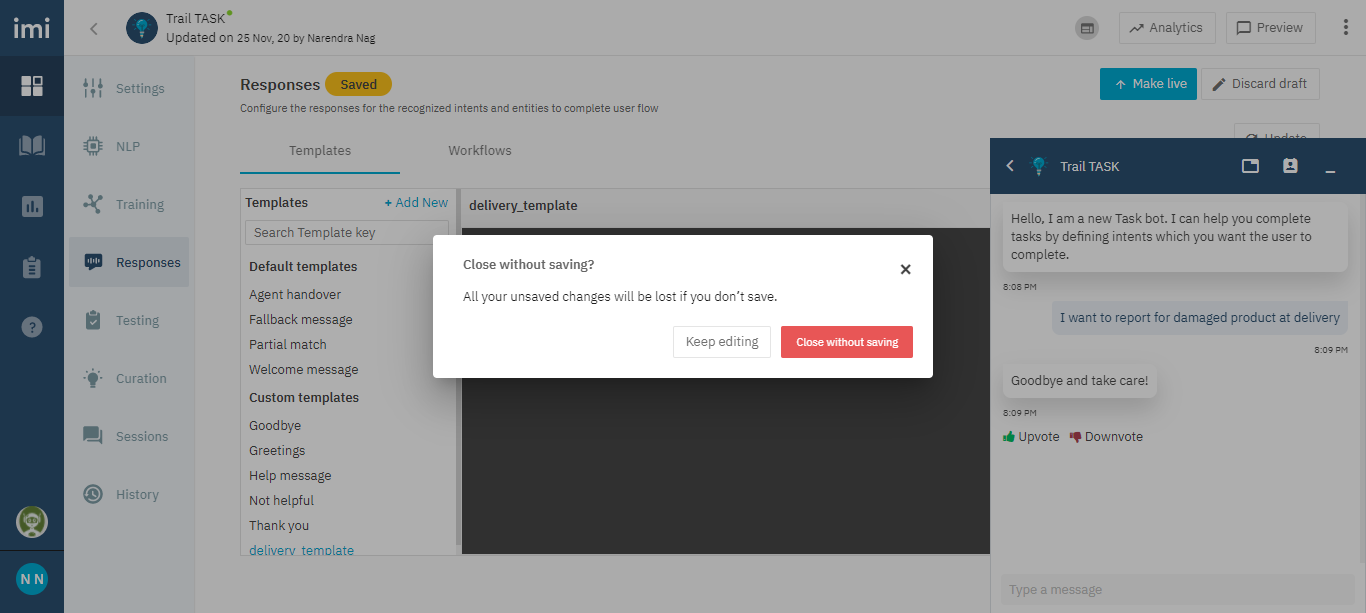 imi
Trail TASK
Updated on 25 Nov, 20 by Narendra Nag
Analytics
Preview
Settings
NLP
Training
Responses
Testing
Curation
Sessions
History
N N
Responses
Saved
Configure the responses for the recognized intents and entities to complete user flow
Make live
Discard draft
Update
Templates
Workflows
Templates
+ Add New
Search Template key
Default templates
Agent handover
Fallback message
Partial match
Welcome message
Custom templates
Goodbye
Greetings
Help message
Not helpful
Thank you
delivery_template
delivery_template
Close without saving?
All your unsaved changes will be lost if you don’t save.
Keep editing
Close without saving
Trail TASK
Hello, I am a new Task bot. I can help you complete
tasks by defining intents which you want the user to
complete.
8:08 PM
I want to report for damaged product at delivery
8:09 PM
Goodbye and take care!
8:09 PM
Upvote
Downvote
Type a message